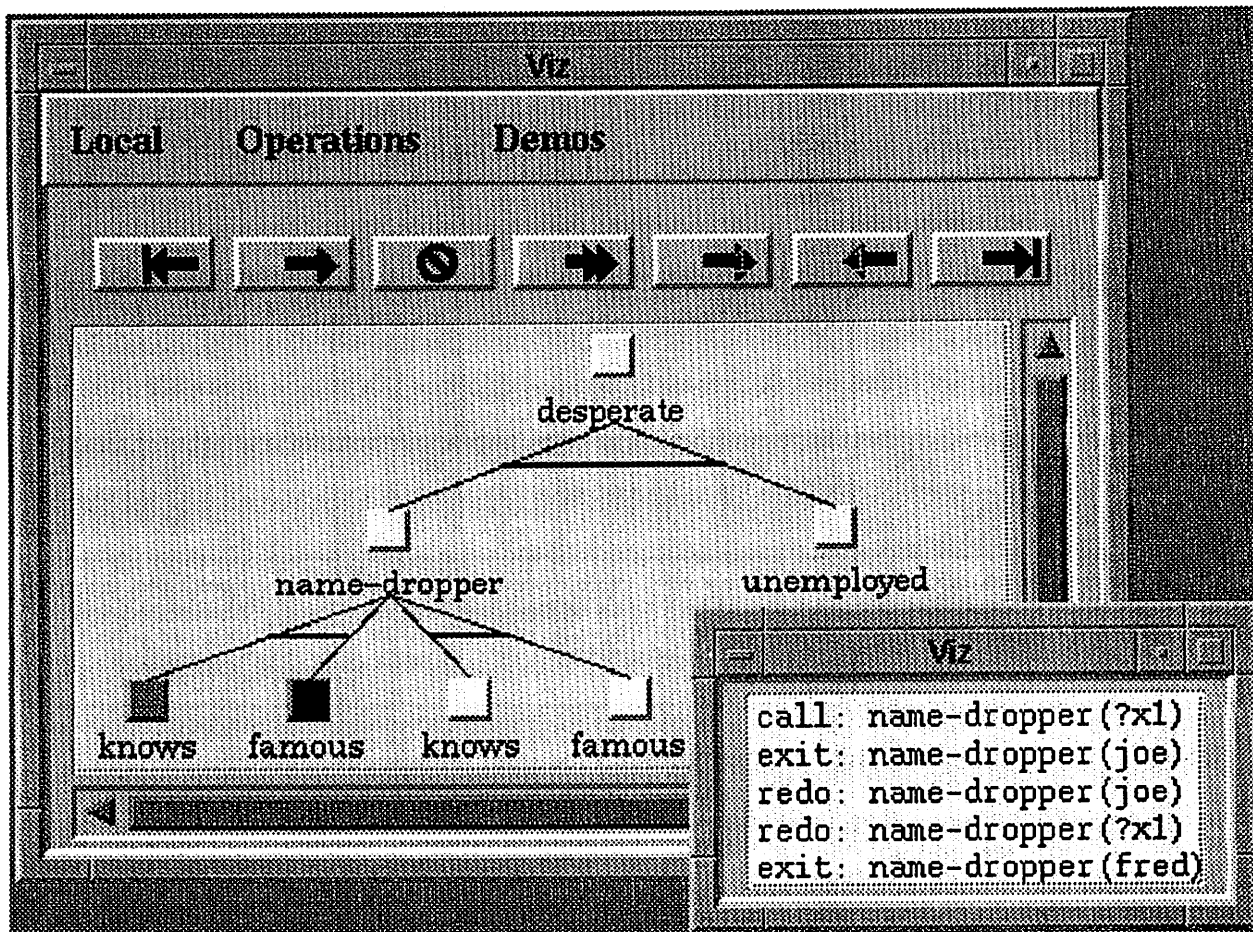 Viz
Local Operations Demos
desperate
name-dropper unemployed
knows famous knows famous
Viz
call: name-dropper(?x1)
exit: name-dropper(joe)
redo: name-dropper(joe)
redo: name-dropper(?x1)
exit: name-dropper(fred)